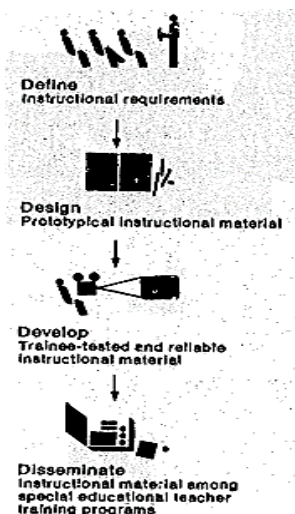 Define
Instructional requirements
Design
Prototypical instructional material
Develop
Trainee-tested and reliable
instructional material
Disseminate
Instructional material among
special educational teacher
training programs